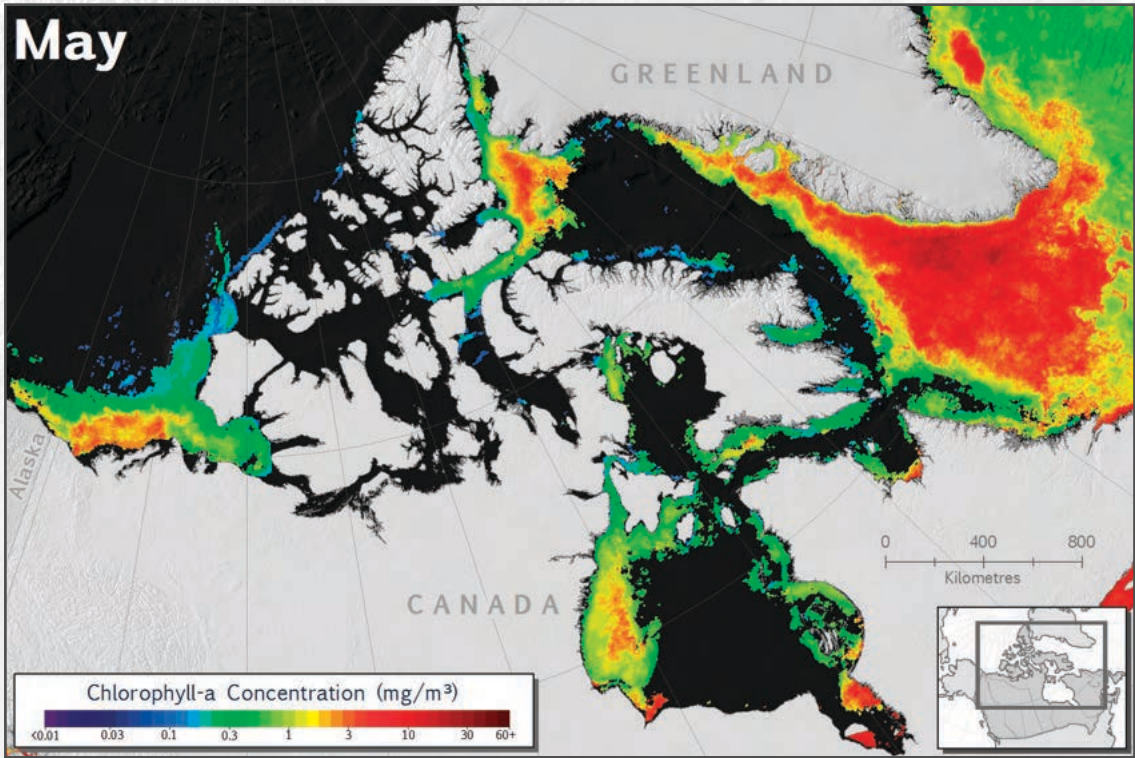 May
GREENLAND
Alaska
CANADA
0 400 800
Kilometres
Chlorophyll-a Concentration (mg/m³)
<0.01 0.03 0.1 0.3 1 3 10 30 60+